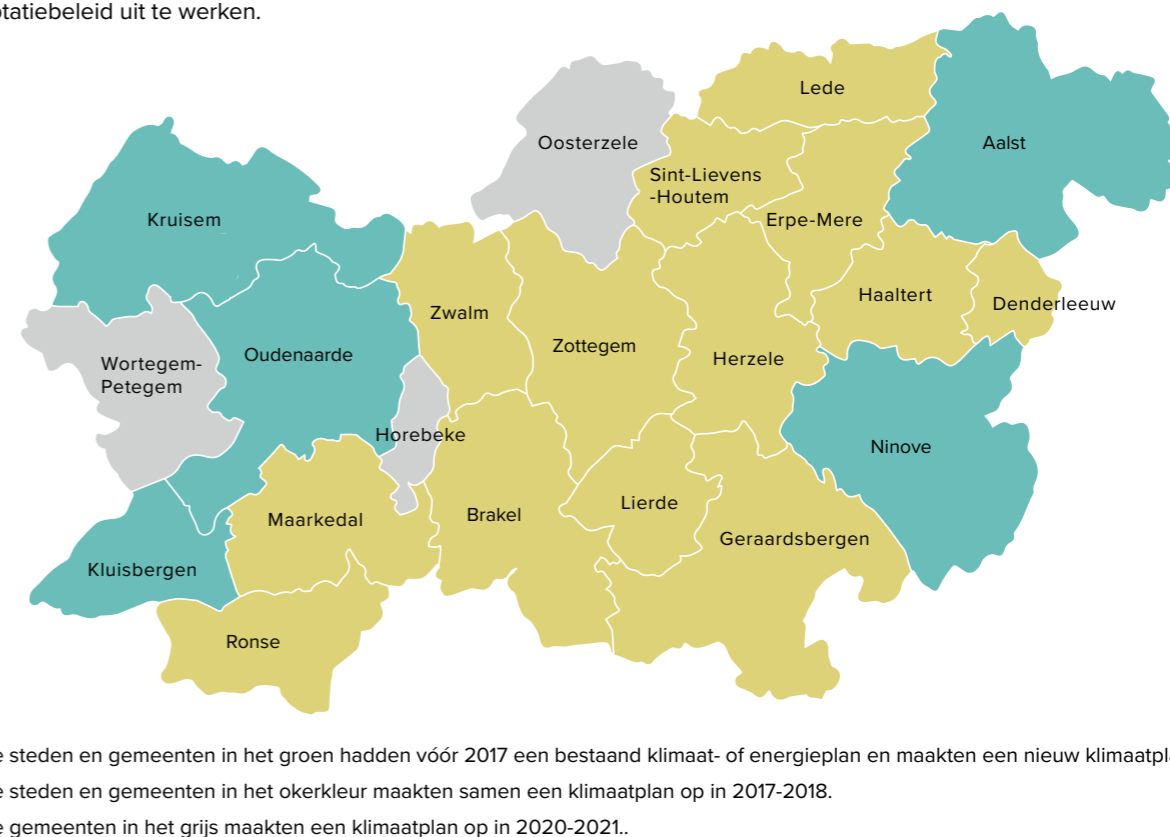 otatiebeleid uit te werken.
Lede
Oosterzele
Aalst
Sint-Lievens
-Houtem
Kruisem
Erpe-Mere
Haaltert
Denderleeuw
Zwalm
Zottegem
Oudenaarde
Herzele
Wortegem-
Petegem
Horebeke
Ninove
Lierde
Brakel
Maarkedal
Geraardsbergen
Kluisbergen
Ronse
e steden en gemeenten in het groen hadden vóór 2017 een bestaand klimaat- of energieplan en maakten een nieuw klimaatpla
e steden en gemeenten in het okerkleur maakten samen een klimaatplan op in 2017-2018.
e gemeenten in het grijs maakten een klimaatplan op in 2020-2021..